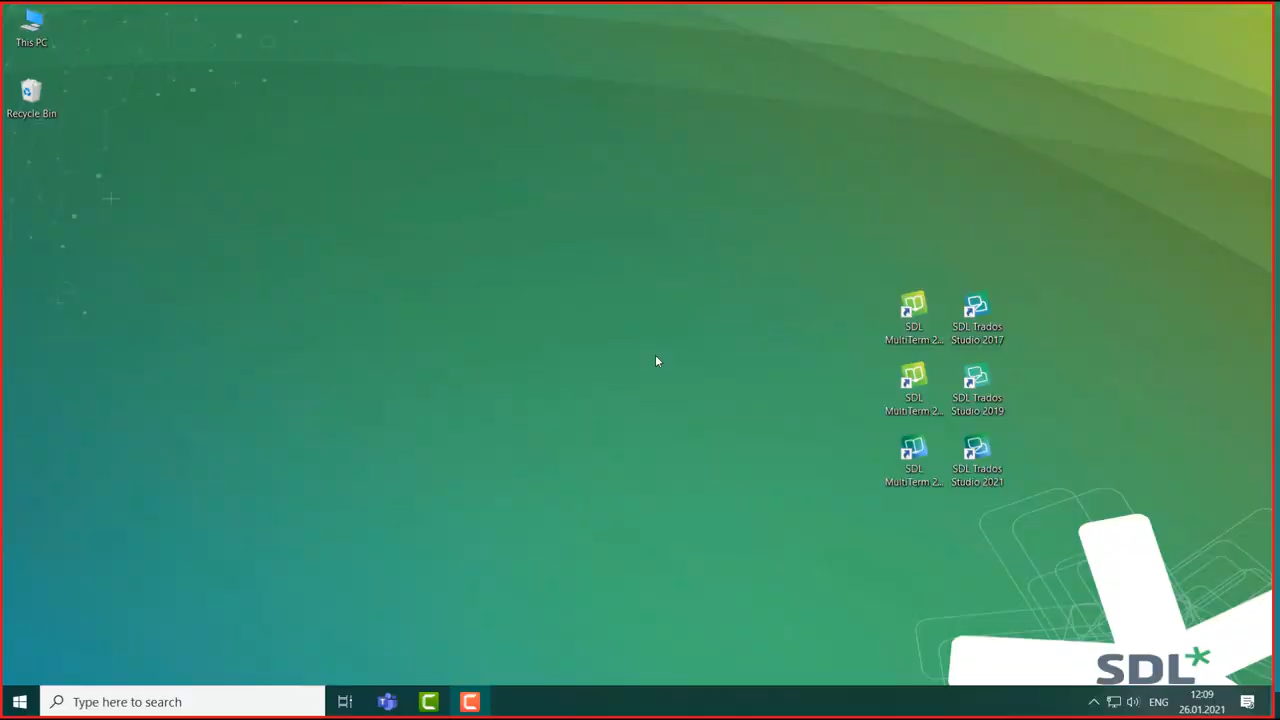 This PC
Recycle Bin
SDL
MultiTerm 2...
SDL Trados
Studio 2017
SDL
MultiTerm 2...
SDL Trados
Studio 2019
SDL
MultiTerm 2...
SDL Trados
Studio 2021
SDL*
Type here to search
ENG
12:09
26.01.2021